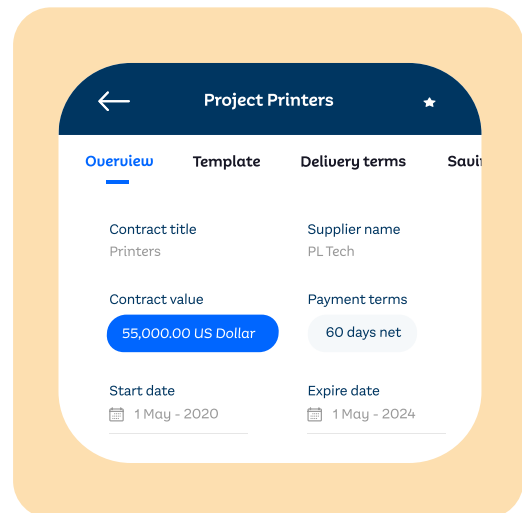 Project Printers
Overview Template Delivery terms
Contract title Supplier name
Printers PL Tech
Contract value Payment terms
55,000.00 US Dollar 60 days net
Start date Expire date
1 May - 2020 1 May - 2024